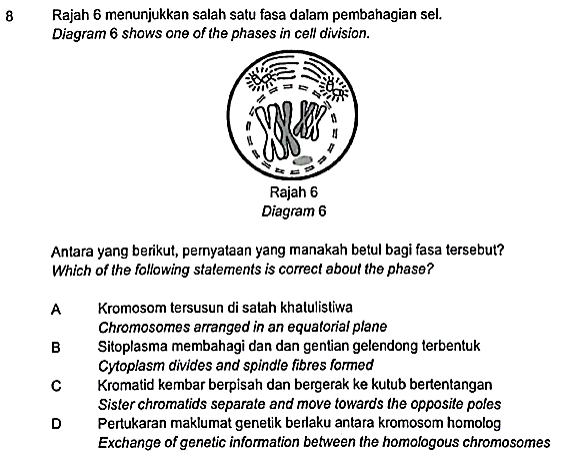 8 Rajah 6 menunjukkan salah satu fasa dalam pembahagian sel.
Diagram 6 shows one of the phases in cell division.
Rajah 6
Diagram 6
Antara yang berikut, pernyataan yang manakah betul bagi fasa tersebut?
Which of the following statements is correct about the phase?
A Kromosom tersusun di satah khatulistiwa
Chromosomes arranged in an equatorial plane
B Sitoplasma membahagi dan dan gentian gelendong terbentuk
Cytoplasm divides and spindle fibres formed
C Kromatid kembar berpisah dan bergerak ke kutub bertentangan
Sister chromatids separate and move towards the opposite poles
D Pertukaran maklumat genetik berlaku antara kromosom homolog
Exchange of genetic information between the homologous chromosomes